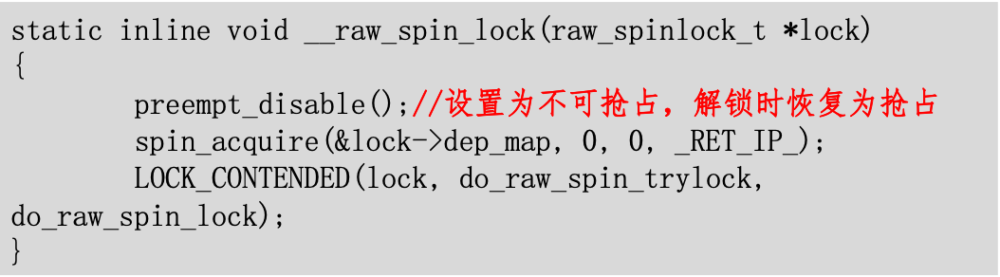 static inline void __raw_spin_lock(raw_spinlock_t *lock)
{
preempt_disable();//设置为不可抢占，解锁时恢复为抢占
spin_acquire(&lock->dep_map, 0, 0, _RET_IP_);
LOCK_CONTENDED(lock, do_raw_spin_trylock,
do_raw_spin_lock);
}